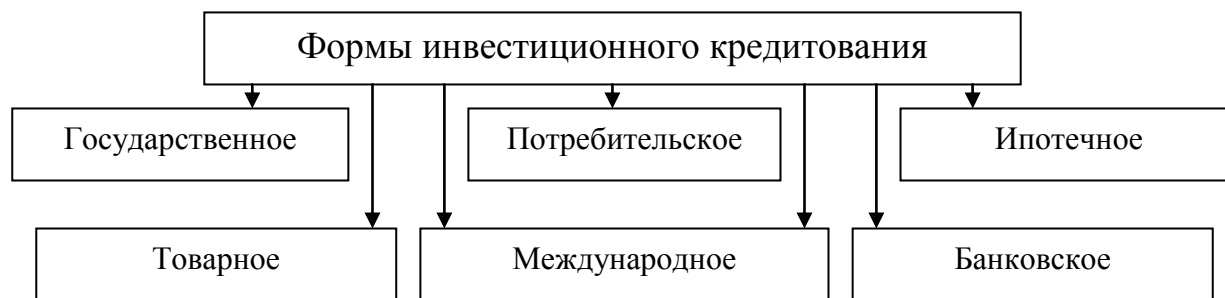 Формы инвестиционного кредитования
Государственное
Потребительское
Ипотечное
Товарное
Международное
Банковское